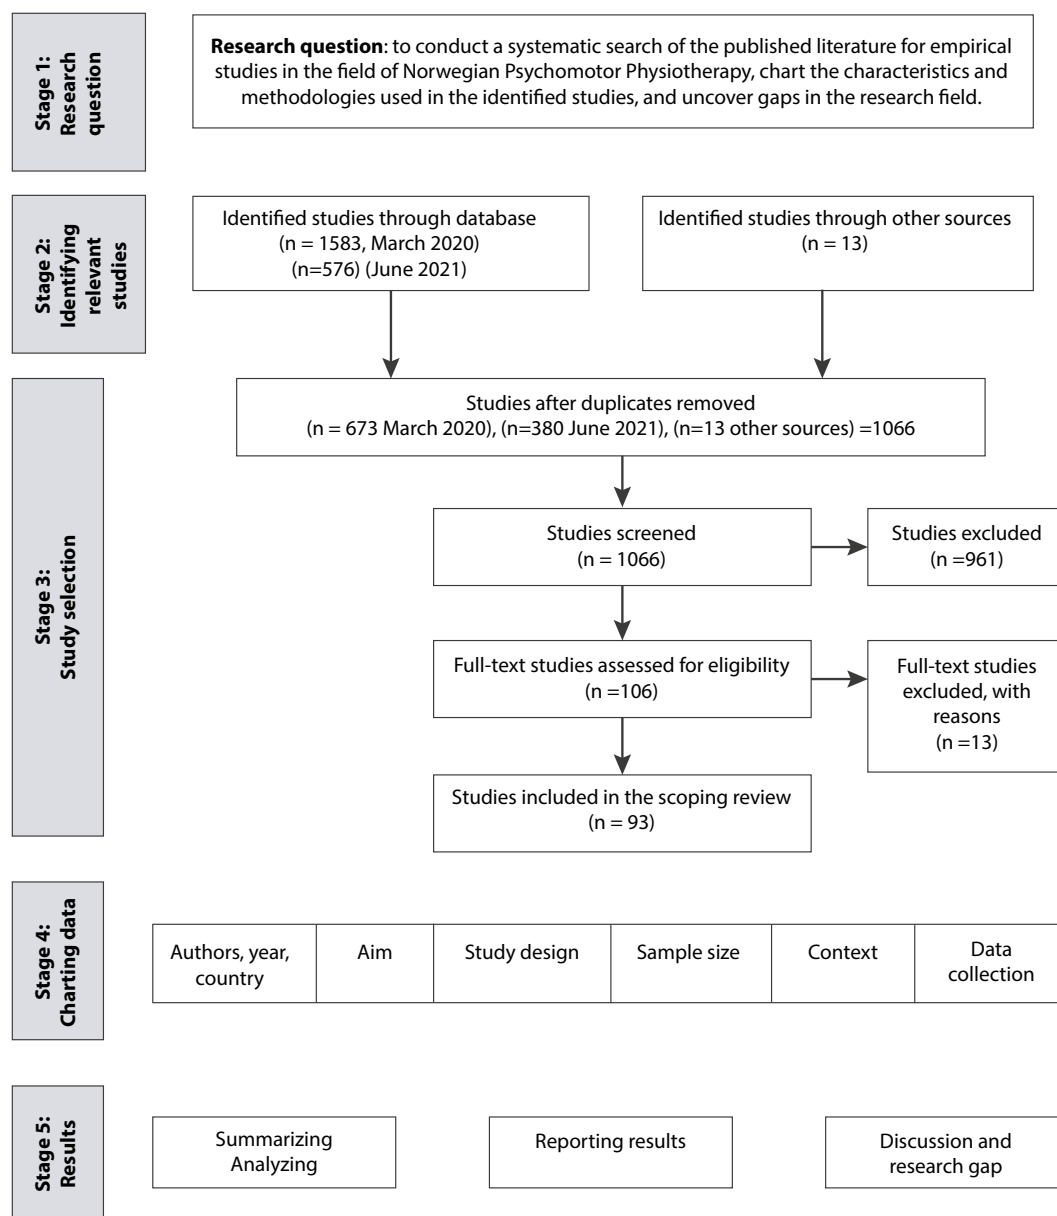 Stage 1:
Research
question
Research question: to conduct a systematic search of the published literature for empirical
studies in the field of Norwegian Psychomotor Physiotherapy, chart the characteristics and
methodologies used in the identified studies, and uncover gaps in the research field.
Stage 2:
Identifying
relevant
studies
Identified studies through database
(n = 1583, March 2020)
(n=576) (June 2021)
Identified studies through other sources
(n = 13)
Stage 3:
Study selection
Studies after duplicates removed
(n = 673 March 2020), (n=380 June 2021), (n=13 other sources) =1066
Studies screened
(n = 1066)
Studies excluded
(n =961)
Full-text studies assessed for eligibility
(n =106)
Full-text studies
excluded, with
reasons
(n =13)
Studies included in the scoping review
(n = 93)
Stage 4:
Charting data
Authors, year,
country
Aim
Study design
Sample size
Context
Data
collection
Stage 5:
Results
Summarizing
Analyzing
Reporting results
Discussion and
research gap